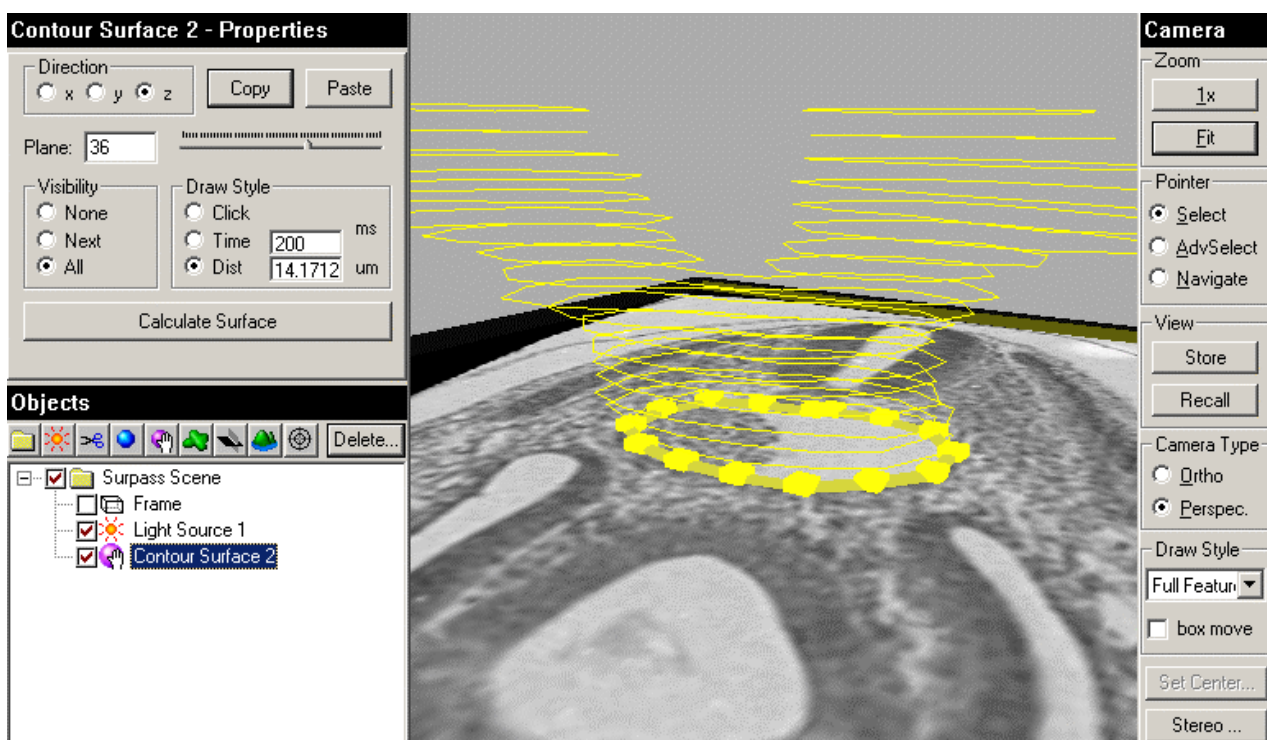 Contour Surface 2 - Properties
Direction
x y z
Copy
Paste
Plane: 36
Visibility
None
Next
All
Draw Style
Click
Time 200 ms
Dist 14.1712 um
Calculate Surface
Objects
Delete...
Surpass Scene
Frame
Light Source 1
Contour Surface 2
Camera
Zoom
1x
Fit
Pointer
Select
AdvSelect
Navigate
View
Store
Recall
Camera Type
Ortho
Perspec.
Draw Style
Full Featur
box move
Set Center...
Stereo ...